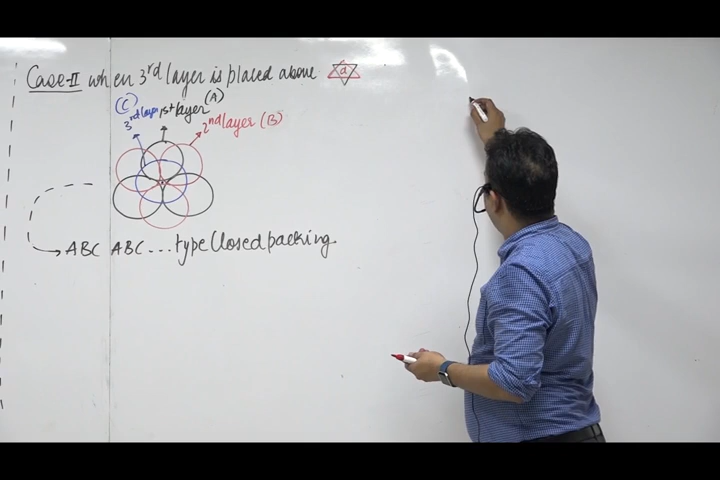 Case-II when 3rd layer is placed above a
(C)
3rd layer 1st layer (A)
2nd layer (B)
ABC ABC ... type Closed packing